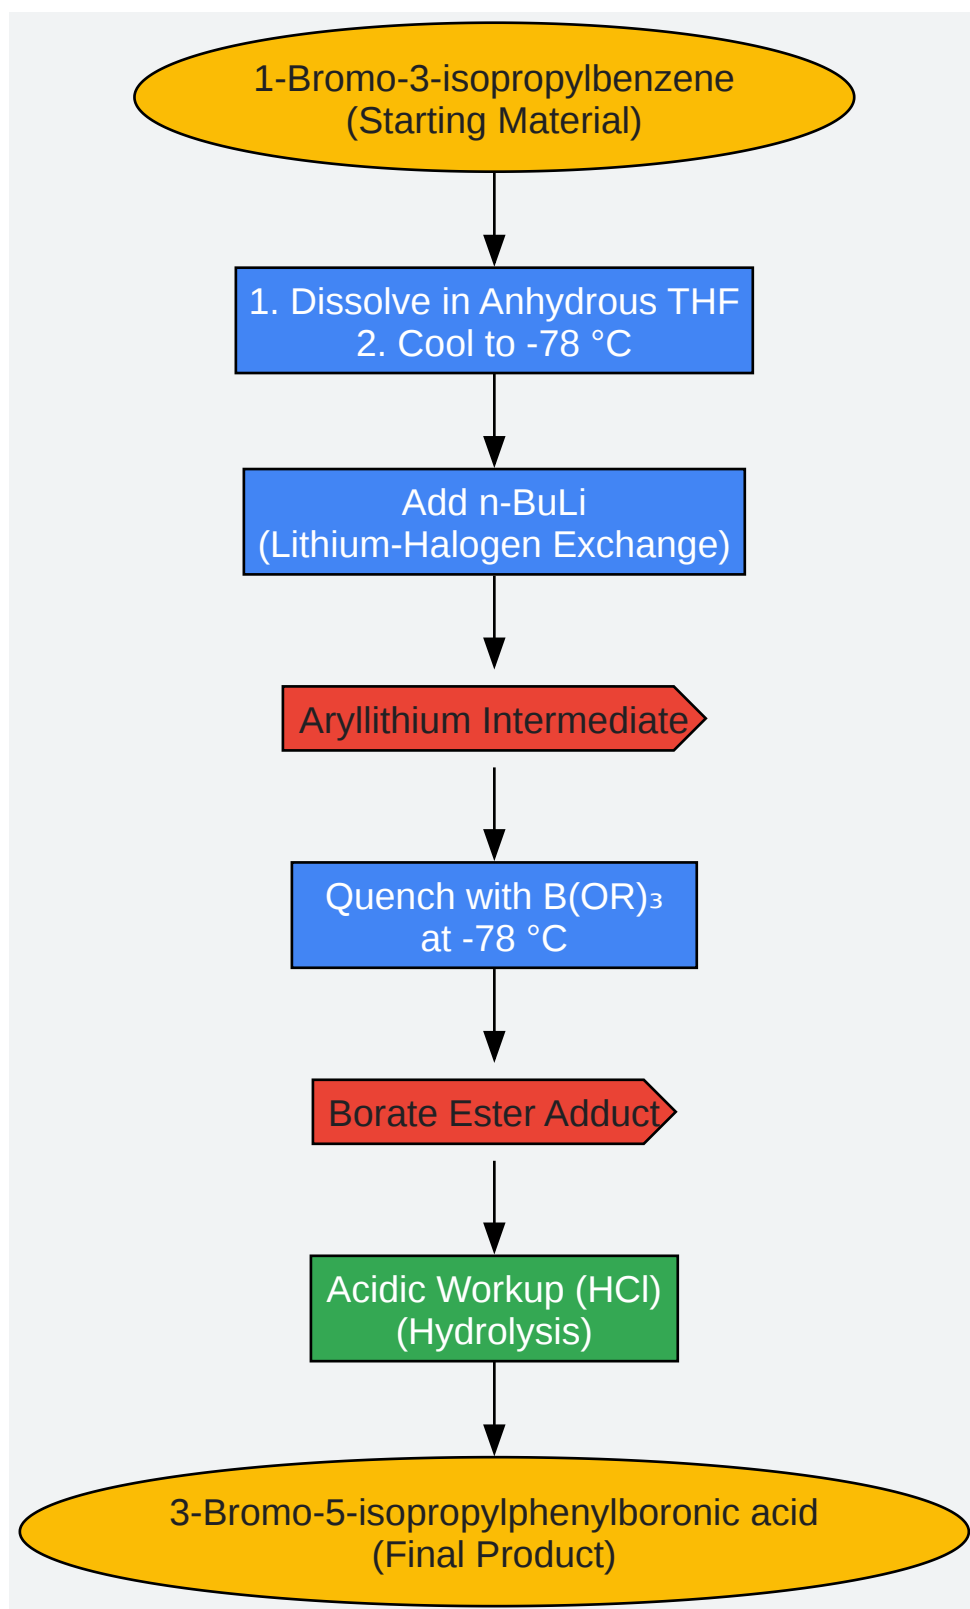 1-Bromo-3-isopropylbenzene
(Starting Material)
1. Dissolve in Anhydrous THF
2. Cool to -78 °C
Add n-BuLi
(Lithium-Halogen Exchange)
Aryllithium Intermediate
Quench with B(OR)₃
at -78 °C
Borate Ester Adduct
Acidic Workup (HCl)
(Hydrolysis)
3-Bromo-5-isopropylphenylboronic acid
(Final Product)